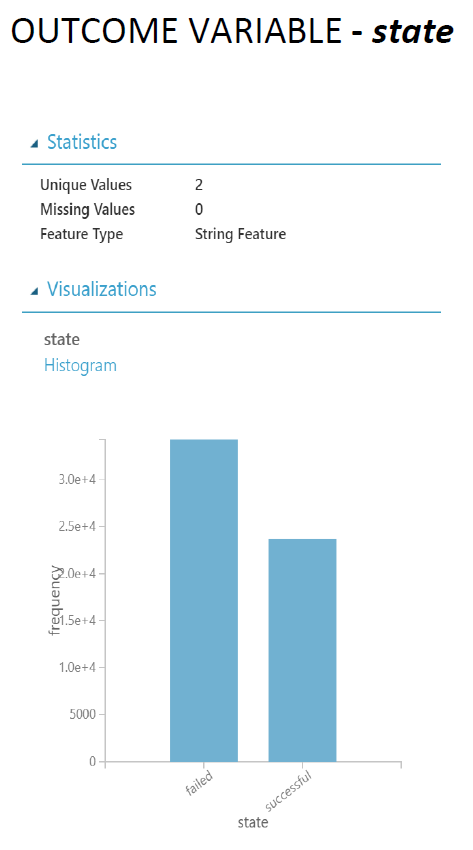 OUTCOME VARIABLE - state
Statistics
Unique Values 2
Missing Values 0
Feature Type String Feature
Visualizations
state
Histogram
3.0e+4
2.5e+4
2.0e+4
1.5e+4
1.0e+4
5000
0
frequency
failed
successful
state